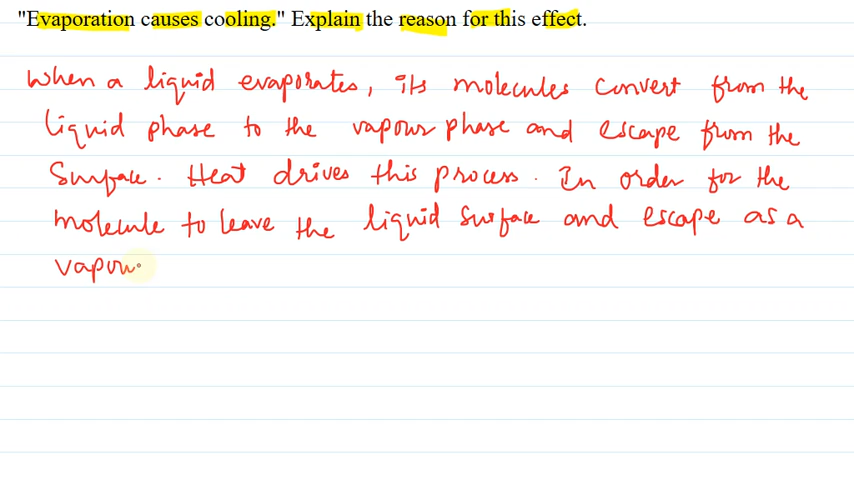 "Evaporation causes cooling." Explain the reason for this effect.
When a liquid evaporates, its molecules convert from the
liquid phase to the vapour phase and escape from the
Surface. Heat drives this process. In order for the
molecule to leave the liquid surface and escape as a
vapour